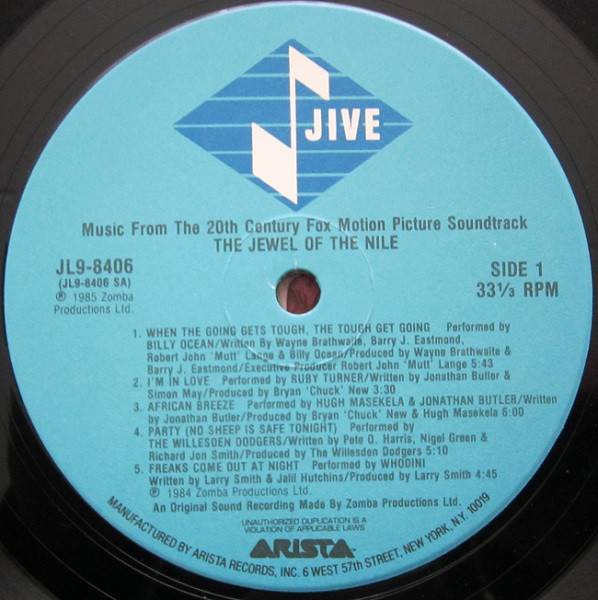 JIVE
Music From The 20th Century Fox Motion Picture Soundtrack
THE JEWEL OF THE NILE
JL9-8406
(JL9-8406 SA)
℗ 1985 Zomba
Productions Ltd.
SIDE 1
33⅓ RPM
1. WHEN THE GOING GETS TOUGH, THE TOUGH GET GOING Performed by
BILLY OCEAN/Written By Wayne Brathwaite, Barry J. Eastmond,
Robert John 'Mutt' Lange & Billy Ocean/Produced by Wayne Brathwaite &
Barry J. Eastmond/Executive Producer Robert John 'Mutt' Lange 5:43
2. I'M IN LOVE Performed by RUBY TURNER/Written by Jonathan Butler &
Simon May/Produced by Bryan 'Chuck' New 3:30
3. AFRICAN BREEZE Performed by HUGH MASEKELA & JONATHAN BUTLER/Written
by Jonathan Butler/Produced by Bryan 'Chuck' New & Hugh Masekela 6:00
4. PARTY (NO SHEEP IS SAFE TONIGHT) Performed by
THE WILLESDEN DODGERS/Written by Pete Q. Harris, Nigel Green &
Richard Jon Smith/Produced by The Willesden Dodgers 5:10
5. FREAKS COME OUT AT NIGHT Performed by WHODINI
Written by Larry Smith & Jalil Hutchins/Produced by Larry Smith 4:45
℗ 1984 Zomba Productions Ltd.
An Original Sound Recording Made By Zomba Productions Ltd.
UNAUTHORIZED DUPLICATION IS A
VIOLATION OF APPLICABLE LAWS
ARISTA
MANUFACTURED BY ARISTA RECORDS, INC. 6 WEST 57th STREET, NEW YORK, N.Y. 10019